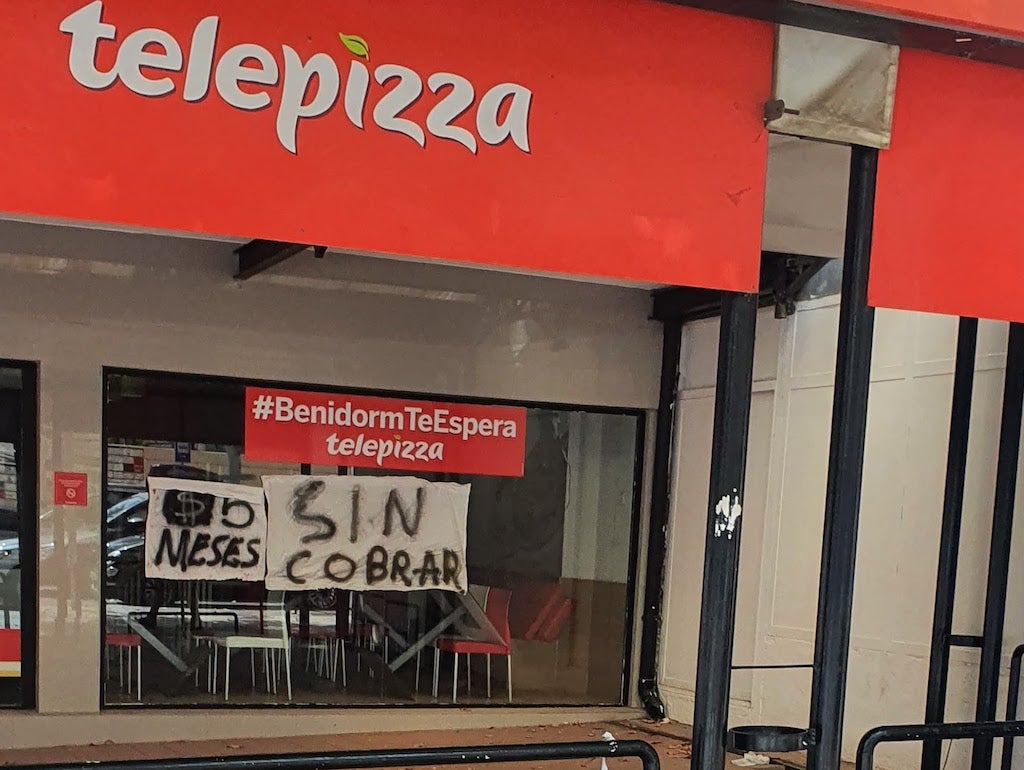 telepizza
#BenidormTeEspera
telepizza
5
MESES
SIN
COBRAR